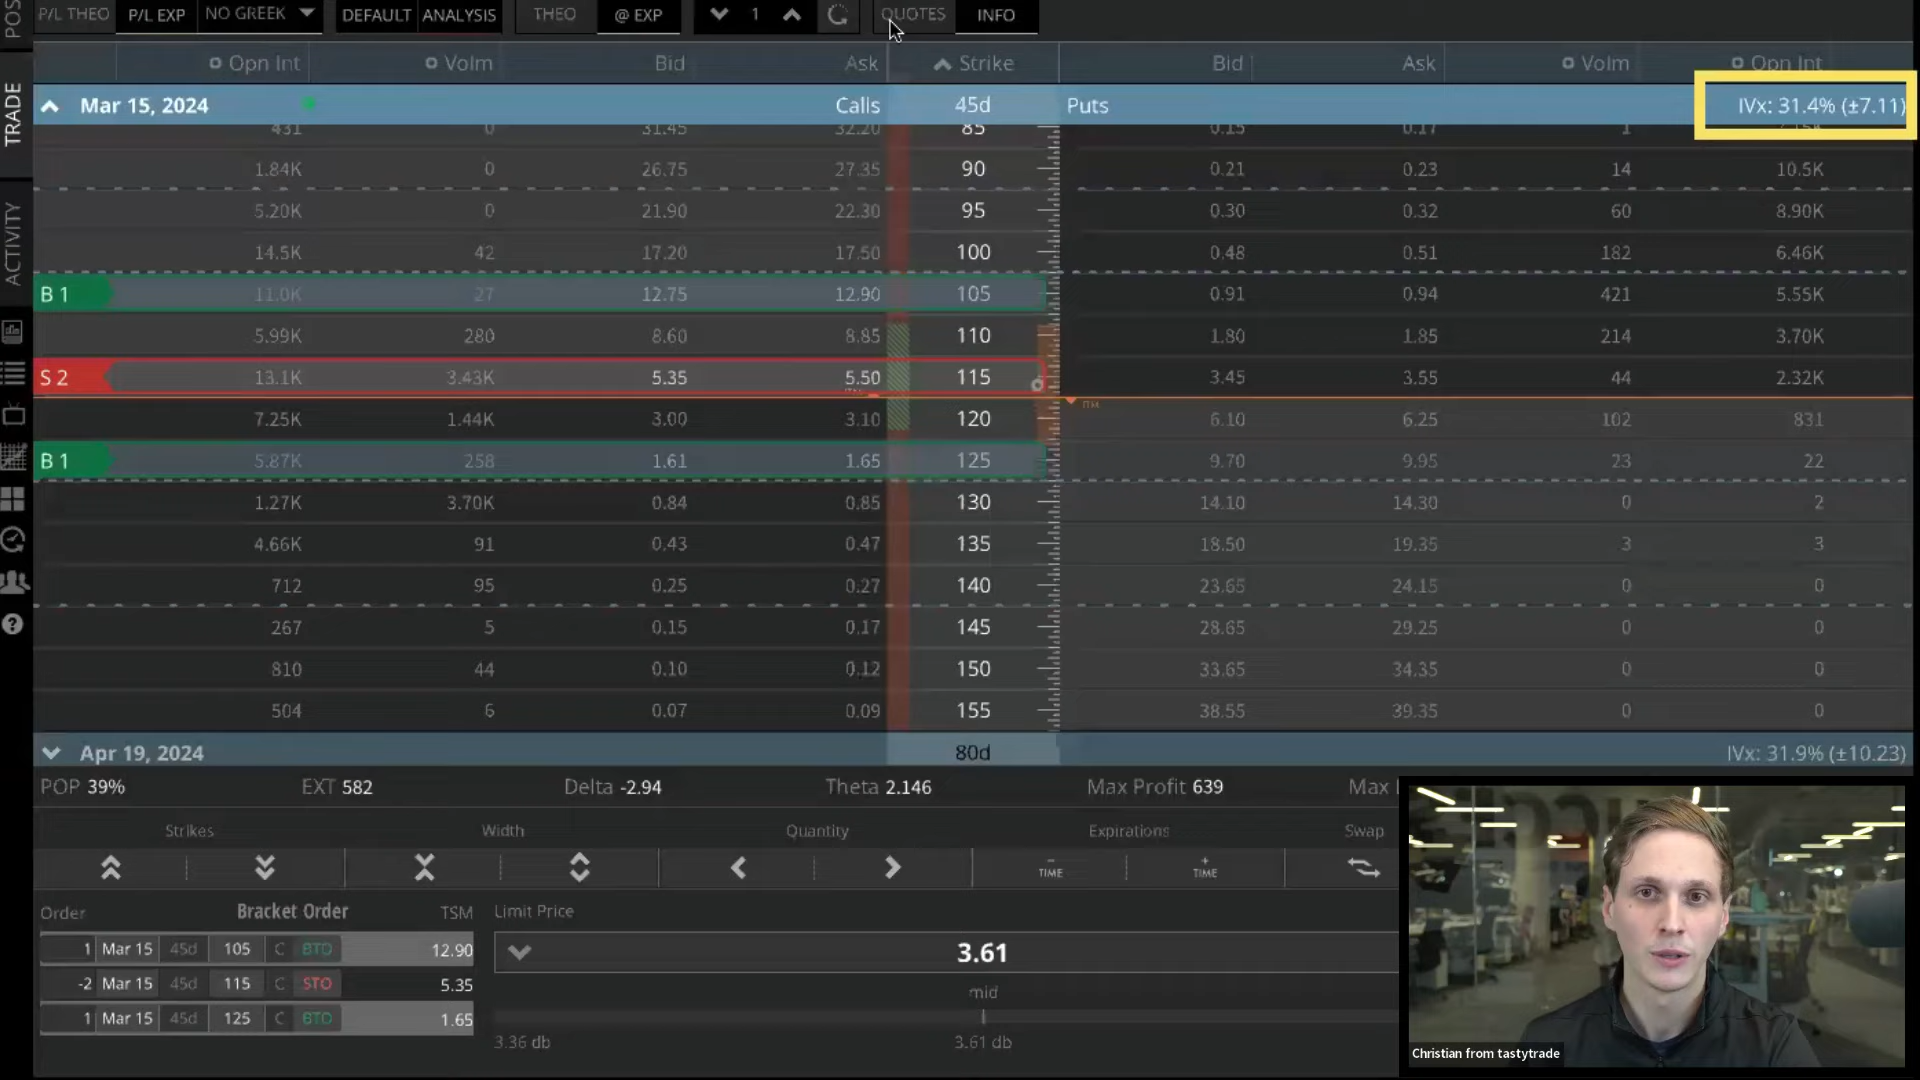 P/L THEO P/L EXP NO GREEK DEFAULT ANALYSIS THEO @ EXP 1 QUOTES INFO
POS
TRADE
ACTIVITY
Opn Int Volm Bid Ask Strike Bid Ask Volm Opn Int
Mar 15, 2024 Calls 45d Puts IVx: 31.4% (±7.11)
431 0 31.45 32.20 85 0.15 0.17 1
1.84K 0 26.75 27.35 90 0.21 0.23 14 10.5K
5.20K 0 21.90 22.30 95 0.30 0.32 60 8.90K
14.5K 42 17.20 17.50 100 0.48 0.51 182 6.46K
B 1 11.0K 27 12.75 12.90 105 0.91 0.94 421 5.55K
5.99K 280 8.60 8.85 110 1.80 1.85 214 3.70K
S 2 13.1K 3.43K 5.35 5.50 115 3.45 3.55 44 2.32K
ITM ITM
7.25K 1.44K 3.00 3.10 120 6.10 6.25 102 831
B 1 5.87K 258 1.61 1.65 125 9.70 9.95 23 22
1.27K 3.70K 0.84 0.85 130 14.10 14.30 0 2
4.66K 91 0.43 0.47 135 18.50 19.35 3 3
712 95 0.25 0.27 140 23.65 24.15 0 0
267 5 0.15 0.17 145 28.65 29.25 0 0
810 44 0.10 0.12 150 33.65 34.35 0 0
504 6 0.07 0.09 155 38.55 39.35 0 0
Apr 19, 2024 80d IVx: 31.9% (±10.23)
POP 39% EXT 582 Delta -2.94 Theta 2.146 Max Profit 639 Max
Strikes Width Quantity Expirations Swap
TIME TIME
Order Bracket Order TSM Limit Price
1 Mar 15 45d 105 C BTO 12.90
-2 Mar 15 45d 115 C STO 5.35
1 Mar 15 45d 125 C BTO 1.65
3.61
mid
3.36 db 3.61 db
Christian from tastytrade